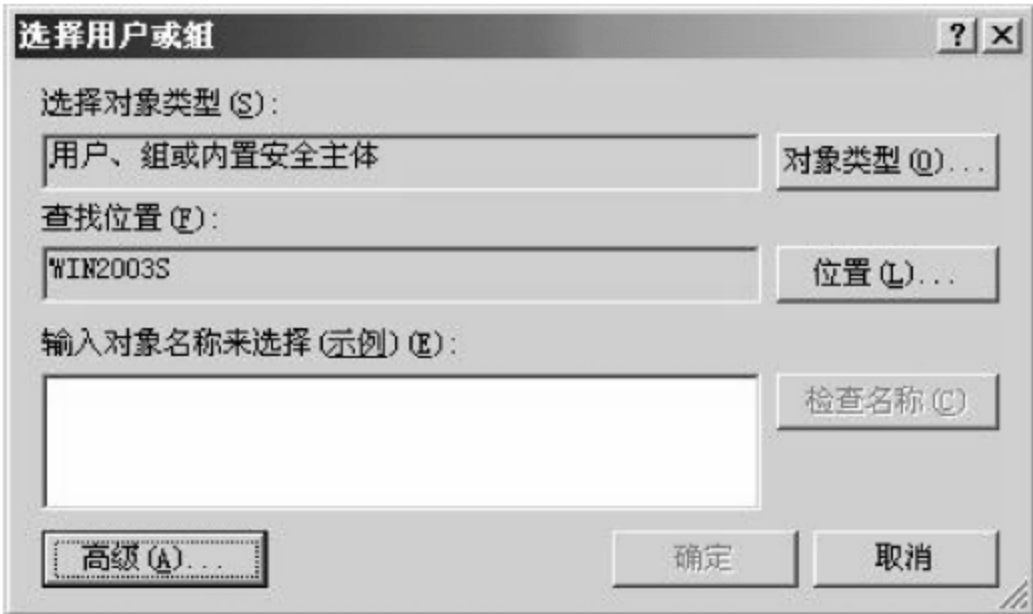 选择用户或组
选择对象类型(S):
用户、组或内置安全主体
对象类型(O)...
查找位置(F):
WIN2003S
位置(L)...
输入对象名称来选择(示例)(E):
检查名称(C)
高级(A)...
确定
取消